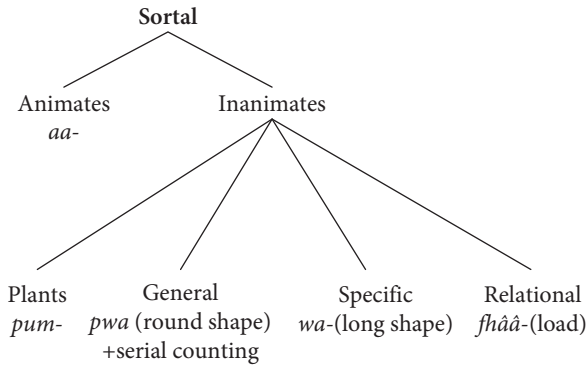 Sortal
Animates Inanimates
aa-
Plants General Specific Relational
pum- pwa (round shape) wa-(long shape) fhââ-(load)
+serial counting